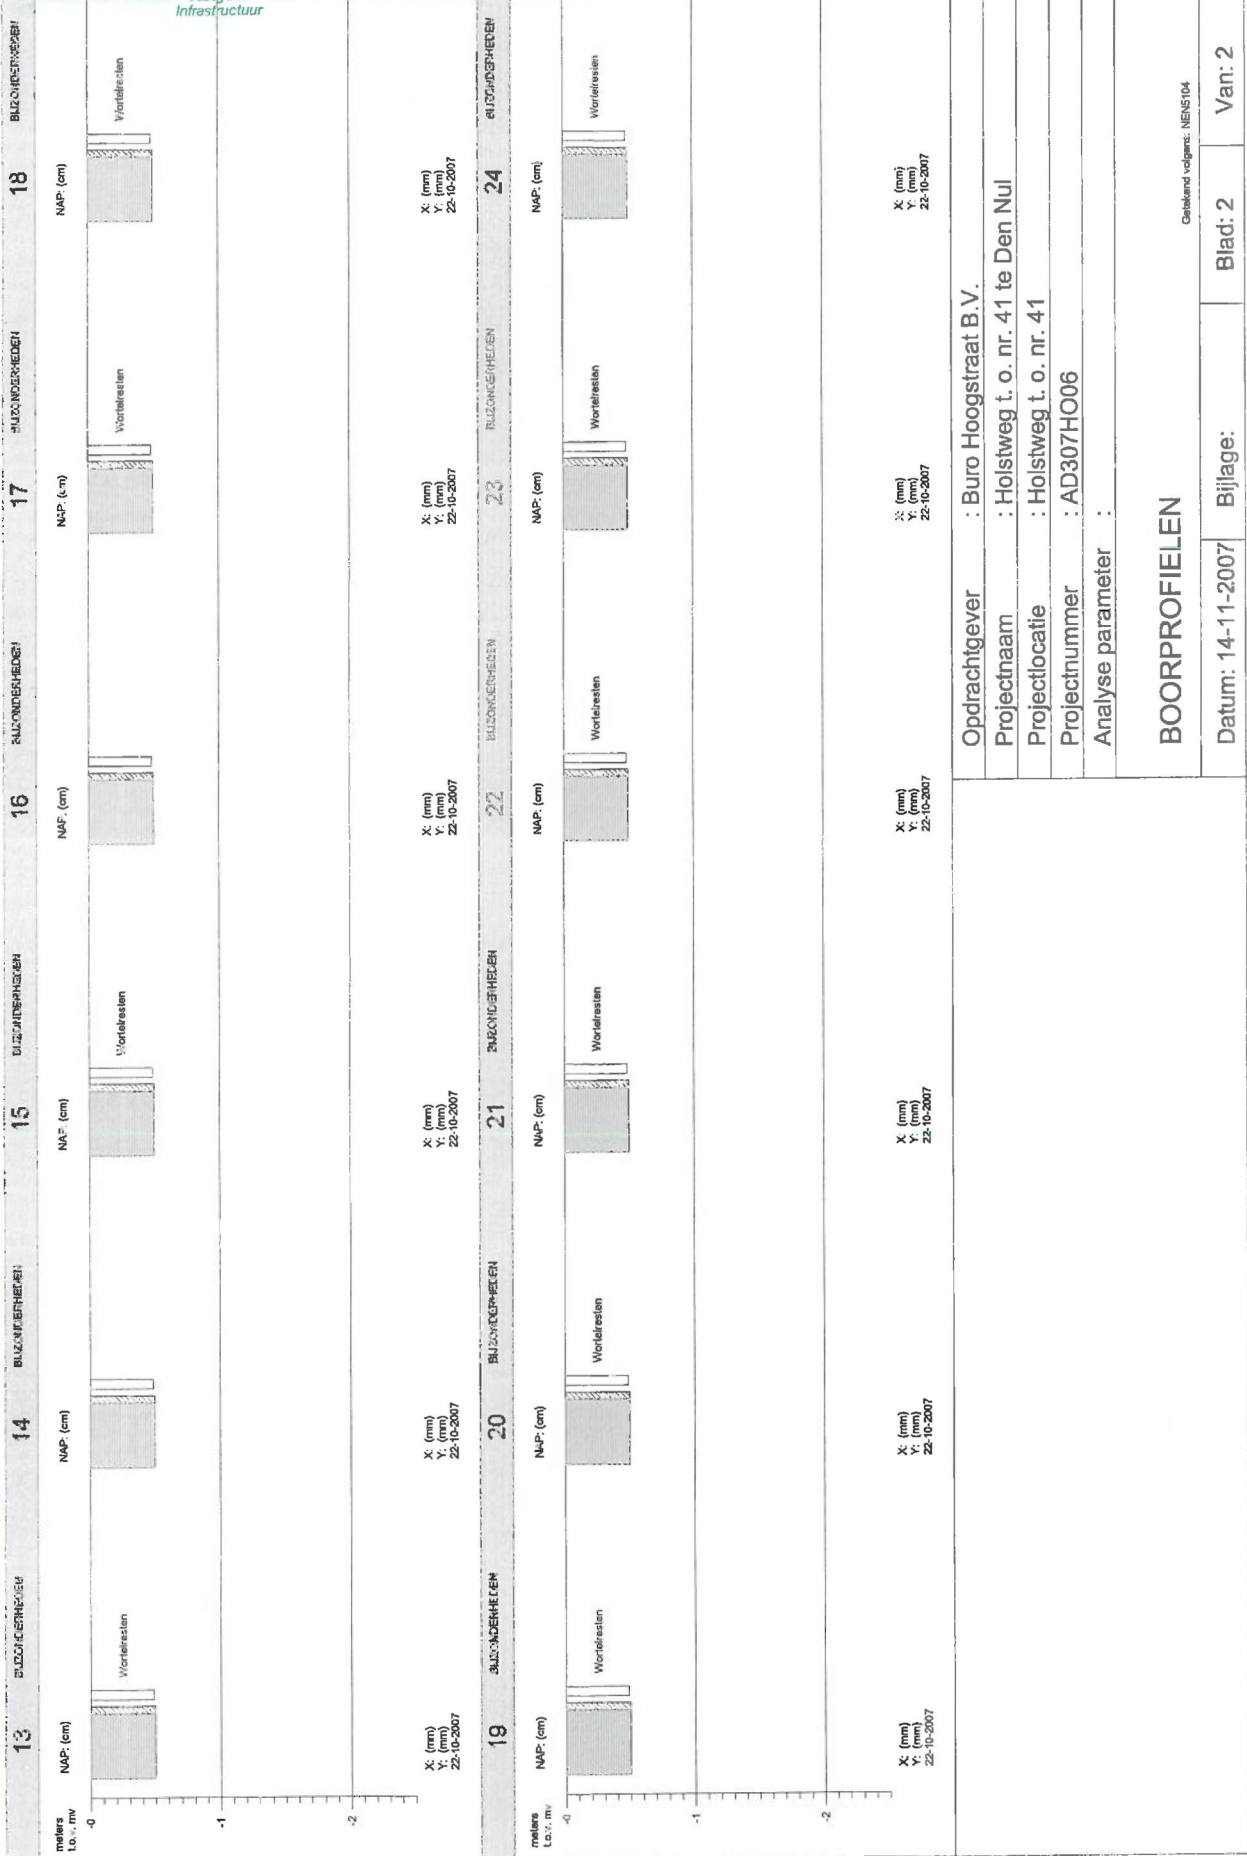 Infrastructuur
13 BIJZONDERHEDEN 14 BIJZONDERHEDEN 15 BIJZONDERHEDEN 16 BIJZONDERHEDEN 17 BIJZONDERHEDEN 18 BIJZONDERHEDEN
NAP: (cm) NAP: (cm) NAP: (cm) NAP: (cm) NAP: (cm) NAP: (cm)
meters
t.o.v. mv
-0
Wortelresten Wortelresten Wortelresten Wortelresten
-1
-2
X: (mm) X: (mm) X: (mm) X: (mm) X: (mm) X: (mm)
Y: (mm) Y: (mm) Y: (mm) Y: (mm) Y: (mm) Y: (mm)
22-10-2007 22-10-2007 22-10-2007 22-10-2007 22-10-2007 22-10-2007
19 BIJZONDERHEDEN 20 BIJZONDERHEDEN 21 BIJZONDERHEDEN 22 BIJZONDERHEDEN 23 BIJZONDERHEDEN 24 BIJZONDERHEDEN
NAP: (cm) NAP: (cm) NAP: (cm) NAP: (cm) NAP: (cm) NAP: (cm)
meters
t.o.v. mv
-0
Wortelresten Wortelresten Wortelresten Wortelresten Wortelresten Wortelresten
-1
-2
X: (mm) X: (mm) X: (mm) X: (mm) X: (mm) X: (mm)
Y: (mm) Y: (mm) Y: (mm) Y: (mm) Y: (mm) Y: (mm)
22-10-2007 22-10-2007 22-10-2007 22-10-2007 22-10-2007 22-10-2007
Opdrachtgever : Buro Hoogstraat B.V.
Projectnaam : Holstweg t. o. nr. 41 te Den Nul
Projectlocatie : Holstweg t. o. nr. 41
Projectnummer : AD307HO06
Analyse parameter :
BOORPROFIELEN
Getekend volgens: NEN5104
Datum: 14-11-2007 Bijlage: Blad: 2 Van: 2